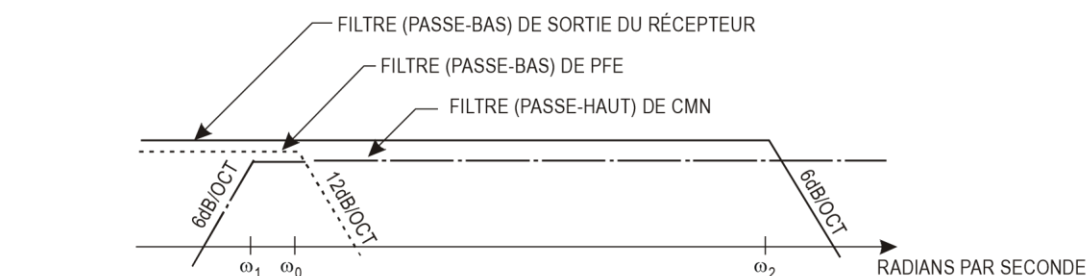 FILTRE (PASSE-BAS) DE SORTIE DU RÉCEPTEUR
FILTRE (PASSE-BAS) DE PFE
FILTRE (PASSE-HAUT) DE CMN
6dB/OCT
12dB/OCT
6dB/OCT
ω1
ω0
ω2
RADIANS PAR SECONDE